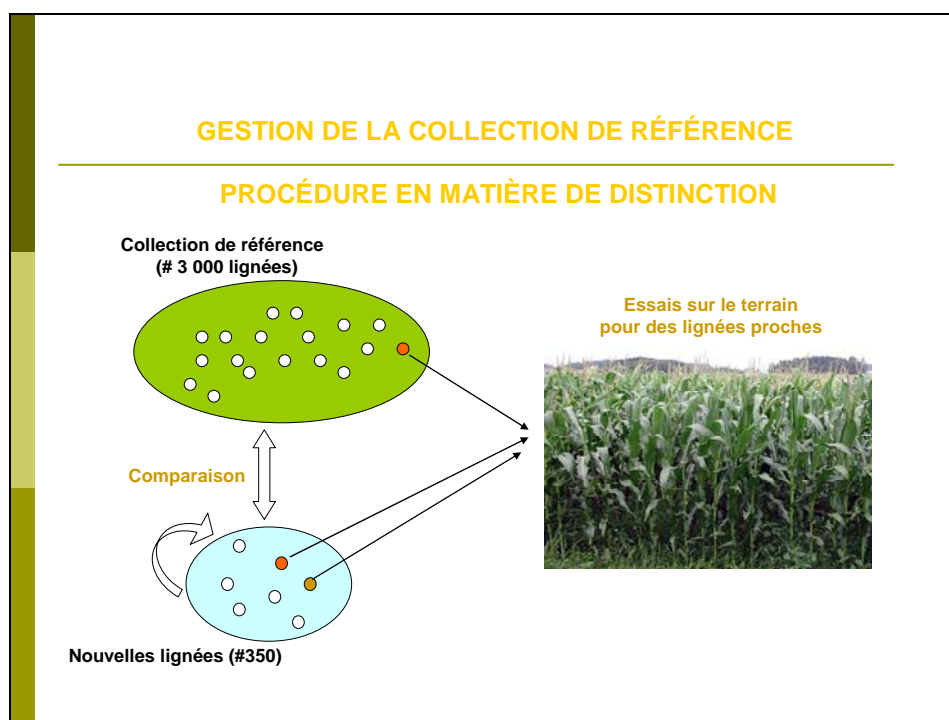 GESTION DE LA COLLECTION DE RÉFÉRENCE
PROCÉDURE EN MATIÈRE DE DISTINCTION
Collection de référence
(# 3 000 lignées)
Essais sur le terrain
pour des lignées proches
Comparaison
Nouvelles lignées (#350)